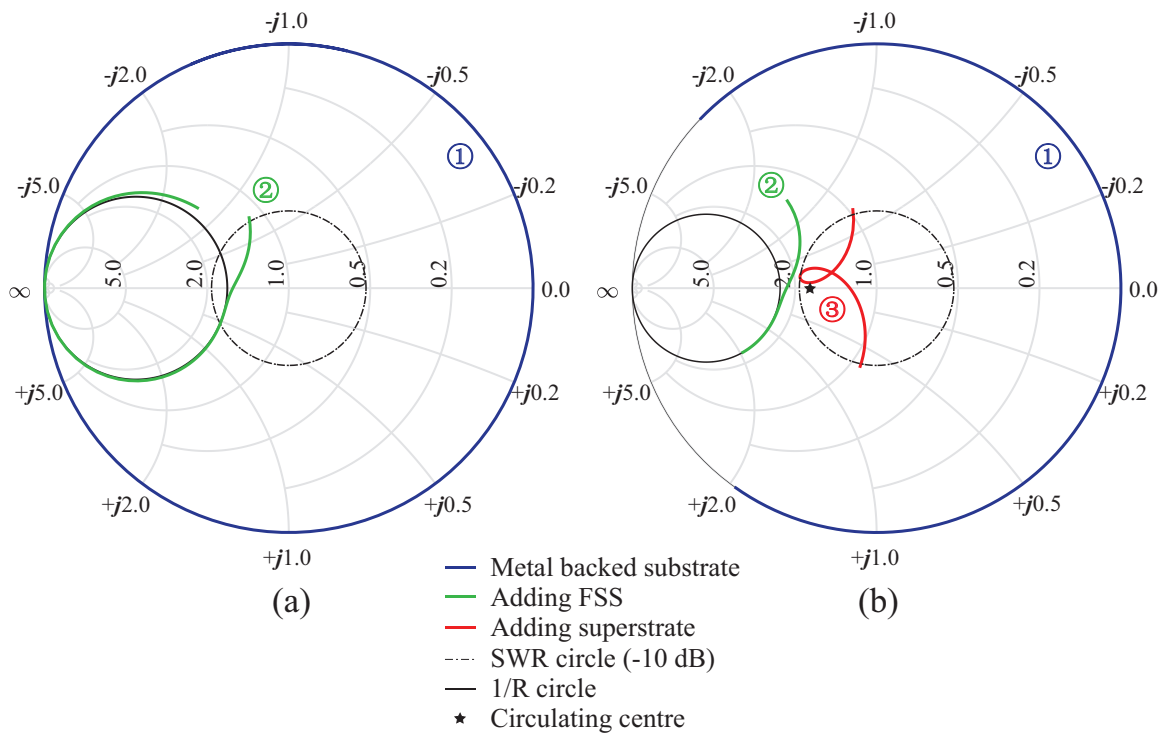 -j1.0
-j2.0
-j0.5
①
-j5.0
②
-j0.2
5.0
2.0
1.0
0.5
0.2
∞
0.0
+j5.0
+j0.2
+j2.0
+j0.5
+j1.0
(a)
-j1.0
-j2.0
-j0.5
①
-j5.0
②
-j0.2
5.0
2.0
1.0
0.5
0.2
∞
0.0
③
+j5.0
+j0.2
+j2.0
+j0.5
+j1.0
(b)
Metal backed substrate
Adding FSS
Adding superstrate
SWR circle (-10 dB)
1/R circle
Circulating centre